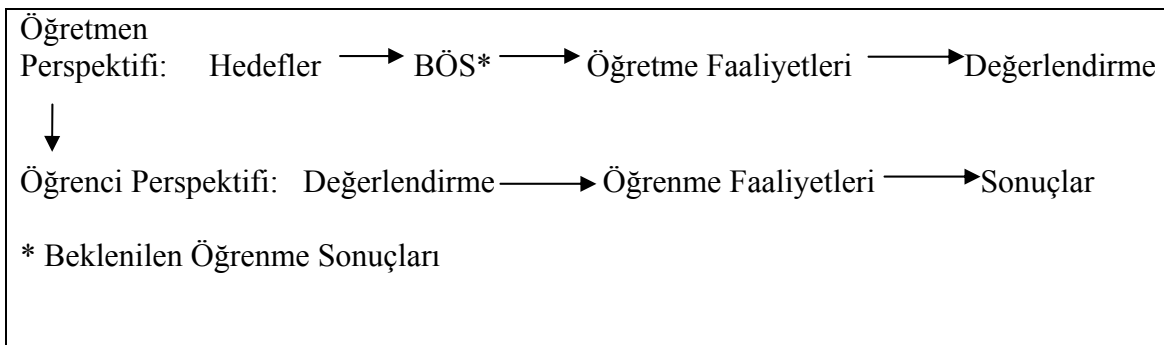 Öğretmen
Perspektifi: Hedefler BÖS* Öğretme Faaliyetleri Değerlendirme
Öğrenci Perspektifi: Değerlendirme Öğrenme Faaliyetleri Sonuçlar
* Beklenilen Öğrenme Sonuçları